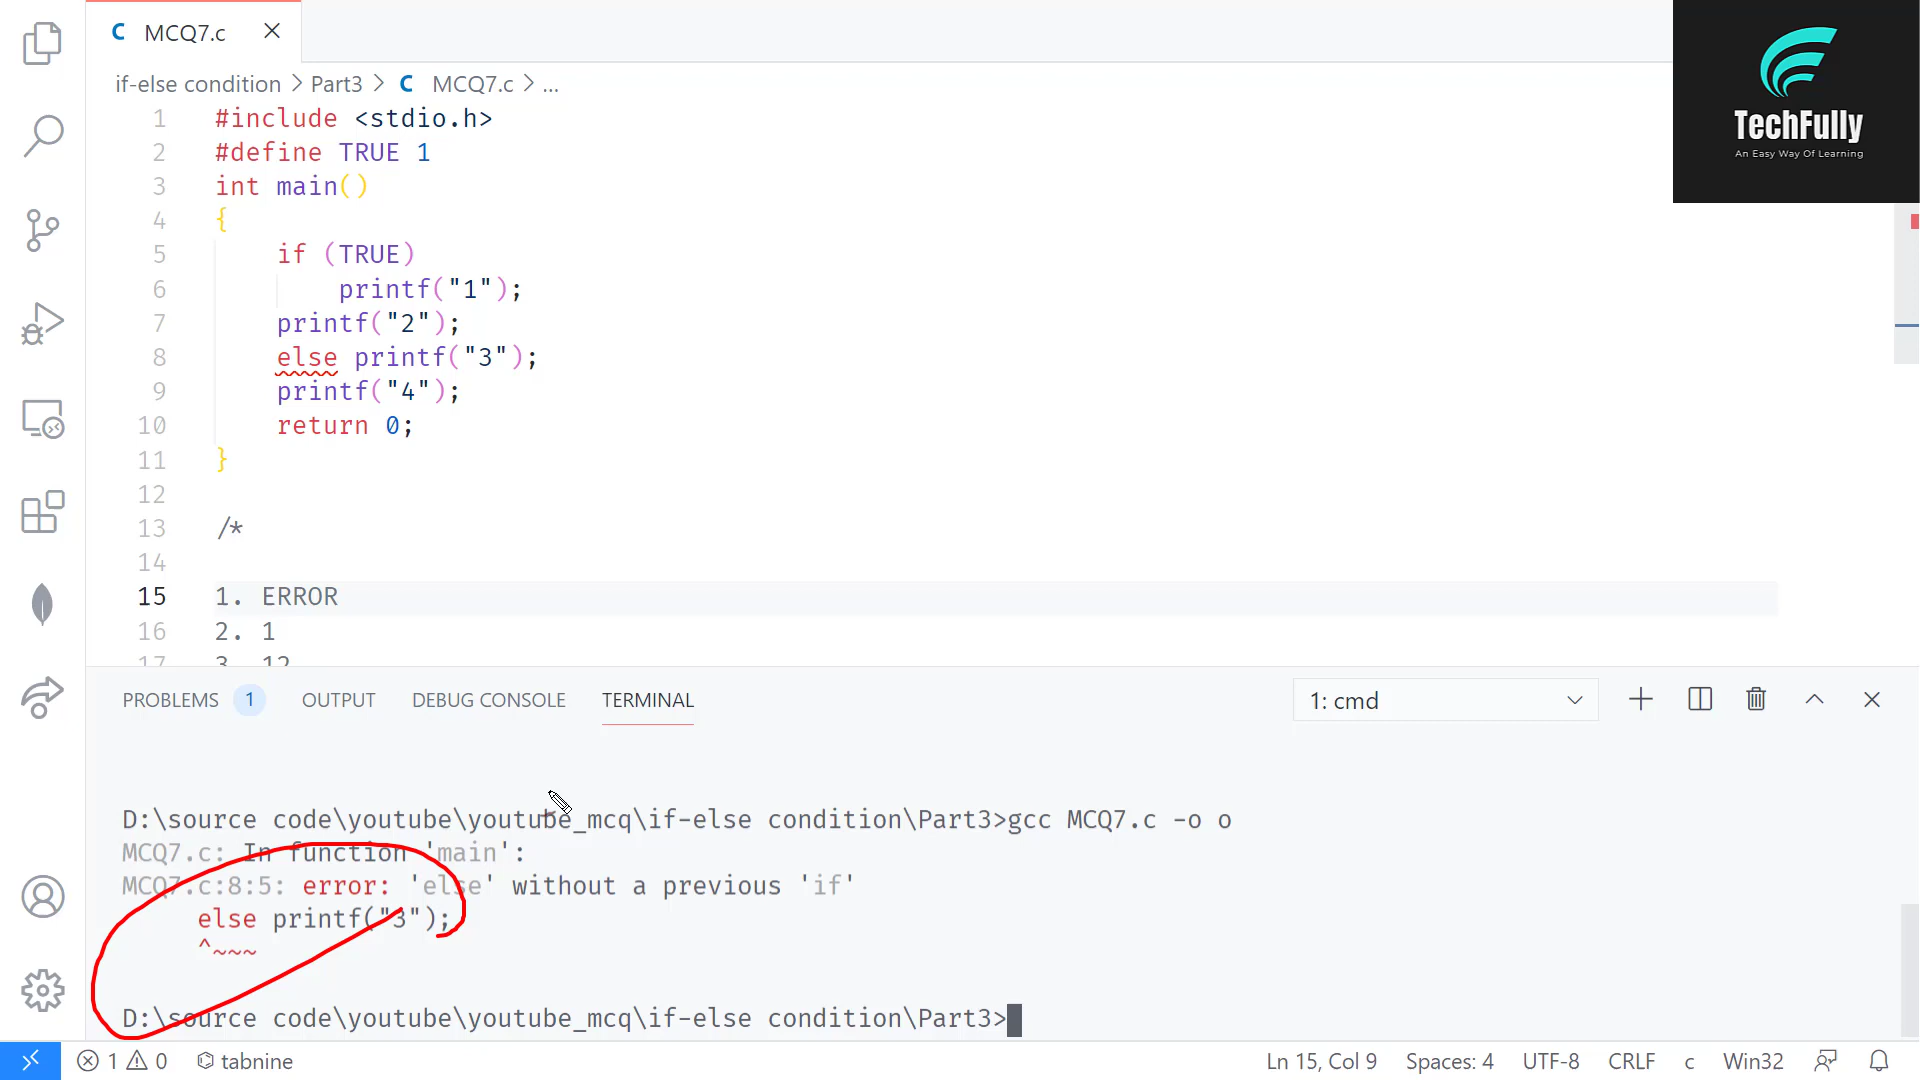 C MCQ7.c
TechFully
An Easy Way Of Learning
if-else condition > Part3 > C MCQ7.c > ...
1 #include <stdio.h>
2 #define TRUE 1
3 int main()
4 {
5 if (TRUE)
6 printf("1");
7 printf("2");
8 else printf("3");
9 printf("4");
10 return 0;
11 }
12
13 /*
14
15 1. ERROR
16 2. 1
17 3. 12
PROBLEMS 1 OUTPUT DEBUG CONSOLE TERMINAL 1: cmd
D:\source code\youtube\youtube_mcq\if-else condition\Part3>gcc MCQ7.c -o o
MCQ7.c: In function 'main':
MCQ7.c:8:5: error: 'else' without a previous 'if'
else printf("3");
^~~~
D:\source code\youtube\youtube_mcq\if-else condition\Part3>
1 0 tabnine Ln 15, Col 9 Spaces: 4 UTF-8 CRLF c Win32